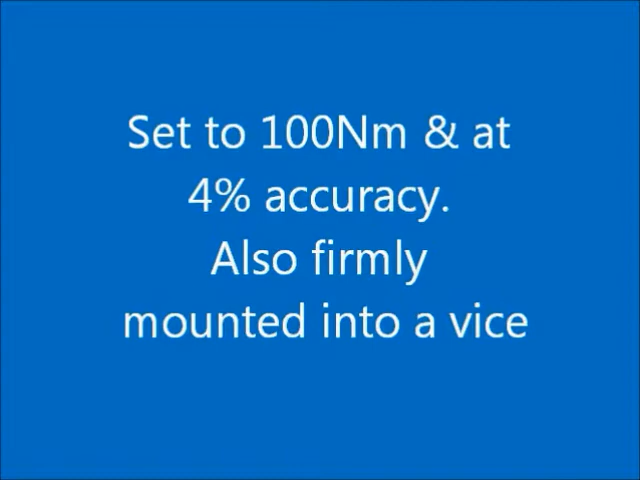 Set to 100Nm & at
4% accuracy.
Also firmly
mounted into a vice